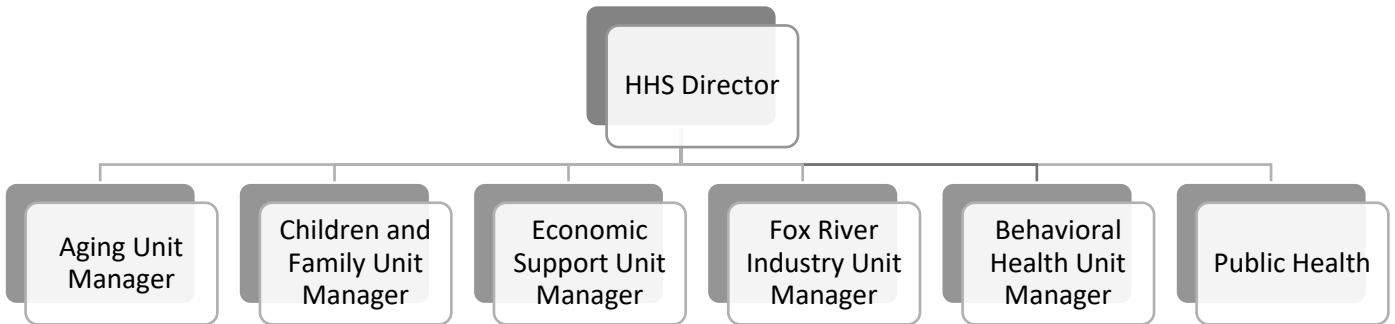 HHS Director
Aging Unit
Manager
Children and
Family Unit
Manager
Economic
Support Unit
Manager
Fox River
Industry Unit
Manager
Behavioral
Health Unit
Manager
Public Health